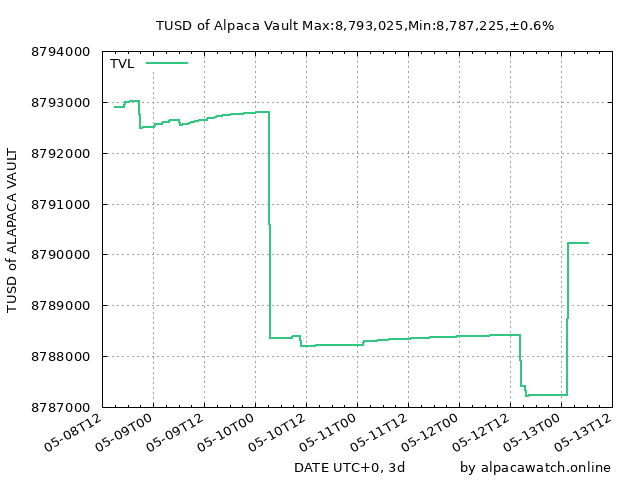 TUSD of Alpaca Vault Max:8,793,025,Min:8,787,225,±0.6%
TVL
8794000
8793000
8792000
8791000
8790000
8789000
8788000
8787000
TUSD of ALAPACA VAULT
05-08T12
05-09T00
05-09T12
05-10T00
05-10T12
05-11T00
05-11T12
05-12T00
05-12T12
05-13T00
05-13T12
DATE UTC+0, 3d
by alpacawatch.online